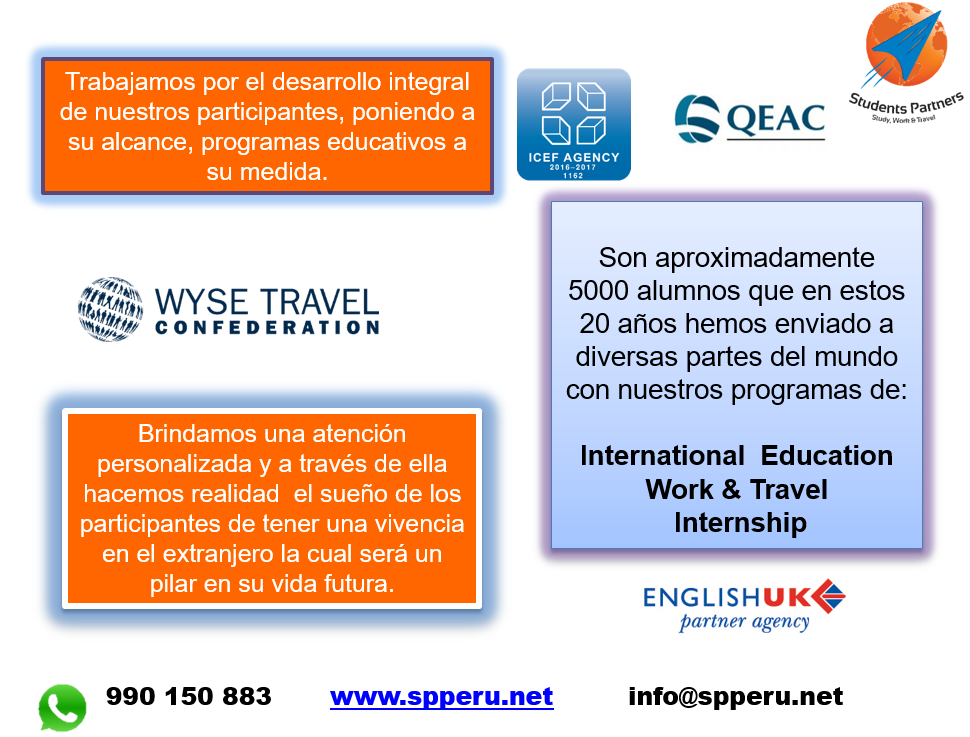 Trabajamos por el desarrollo integral
de nuestros participantes, poniendo a
su alcance, programas educativos a
su medida.
ICEF AGENCY
2016-2017
1162
QEAC
Students Partners
Study, Work & Travel
WYSE TRAVEL
CONFEDERATION
Son aproximadamente
5000 alumnos que en estos
20 años hemos enviado a
diversas partes del mundo
con nuestros programas de:
International Education
Work & Travel
Internship
Brindamos una atención
personalizada y a través de ella
hacemos realidad el sueño de los
participantes de tener una vivencia
en el extranjero la cual será un
pilar en su vida futura.
ENGLISHUK
partner agency
990 150 883 www.spperu.net info@spperu.net